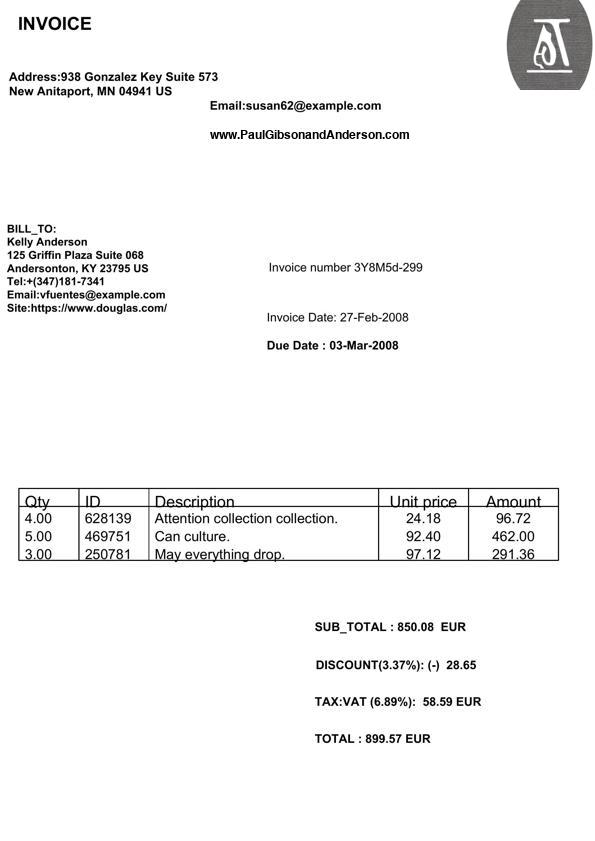 INVOICE
Address:938 Gonzalez Key Suite 573
New Anitaport, MN 04941 US
Email:susan62@example.com
www.PaulGibsonandAnderson.com
BILL_TO:
Kelly Anderson
125 Griffin Plaza Suite 068
Andersonton, KY 23795 US
Tel:+(347)181-7341
Email:vfuentes@example.com
Site:https://www.douglas.com/
Invoice number 3Y8M5d-299
Invoice Date: 27-Feb-2008
Due Date : 03-Mar-2008
Qty ID Description Unit price Amount
4.00 628139 Attention collection collection. 24.18 96.72
5.00 469751 Can culture. 92.40 462.00
3.00 250781 May everything drop. 97.12 291.36
SUB_TOTAL : 850.08 EUR
DISCOUNT(3.37%): (-) 28.65
TAX:VAT (6.89%): 58.59 EUR
TOTAL : 899.57 EUR